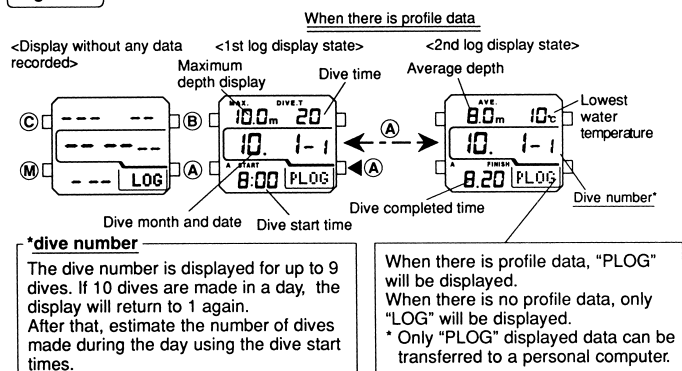 When there is profile data
<Display without any data recorded>
<1st log display state>
<2nd log display state>
Maximum depth display
Dive time
Average depth
Lowest water temperature
C
M
B
A
LOG
MAX. DIVE.T
10.0m 20
10. 1-1
A START
8:00 PLOG
A
A
AVE.
8.0m 10°c
10. 1-1
A FINISH
8.20 PLOG
Dive month and date
Dive start time
Dive completed time
Dive number*
*dive number
The dive number is displayed for up to 9
dives. If 10 dives are made in a day, the
display will return to 1 again.
After that, estimate the number of dives
made during the day using the dive start
times.
When there is profile data, “PLOG”
will be displayed.
When there is no profile data, only
“LOG” will be displayed.
* Only “PLOG” displayed data can be
transferred to a personal computer.